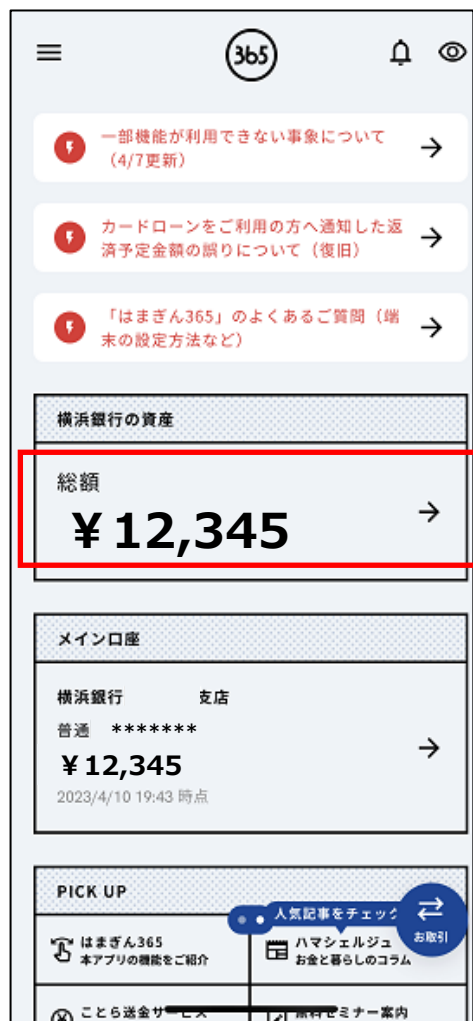 365
一部機能が利用できない事象について
（4/7更新）
カードローンをご利用の方へ通知した返
済予定金額の誤りについて（復旧）
「はまぎん365」のよくあるご質問（端
末の設定方法など）
横浜銀行の資産
総額
¥12,345
メイン口座
横浜銀行 支店
普通 *******
¥12,345
2023/4/10 19:43 時点
PICK UP
人気記事をチェック
お取引
はまぎん365
本アプリの機能をご紹介
ハマシェルジュ
お金と暮らしのコラム
ことら送金サービス
無料セミナー案内